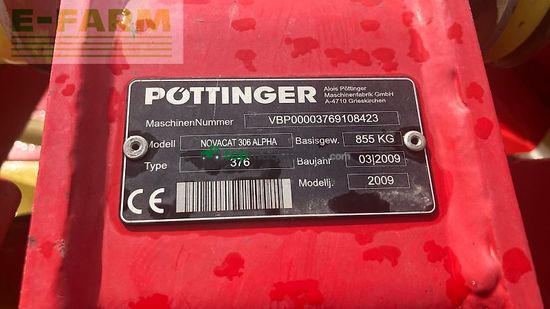 E-FARM
PÖTTINGER
Alois Pöttinger
Maschinenfabrik GmbH
A-4710 Grieskirchen
MaschinenNummer VBP00003769108423
Modell NOVACAT 306 ALPHA Basisgew. 855 KG
Type 376 Baujahr 03|2009
CE Modellj. 2009